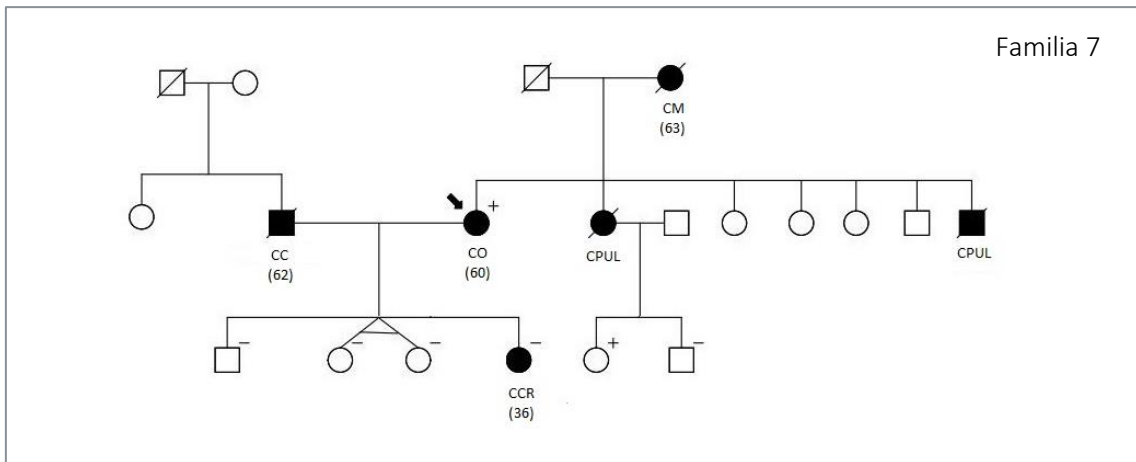 Familia 7
CM
(63)
+
CC
(62)
CO
(60)
CPUL
CPUL
− − − − + −
CCR
(36)